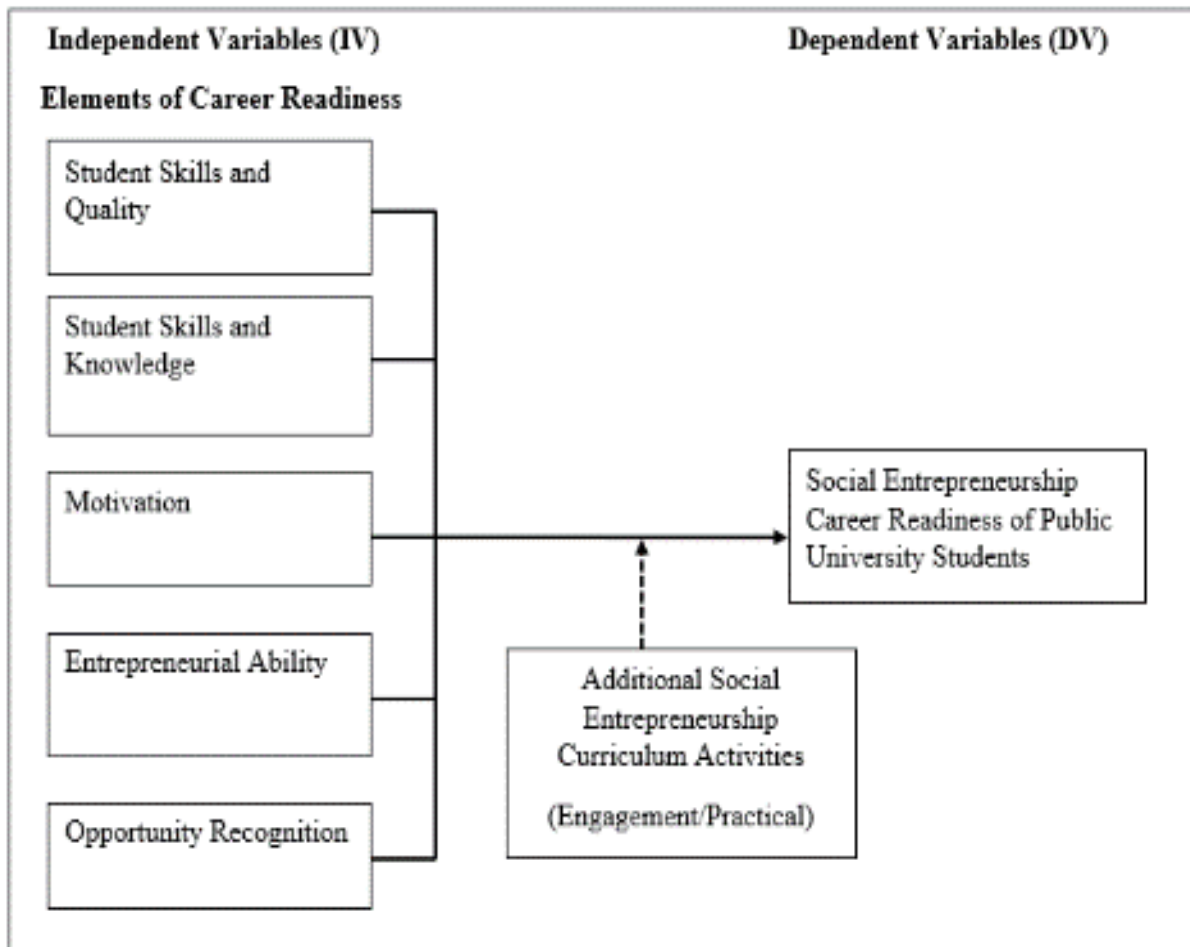 Independent Variables (IV)
Dependent Variables (DV)
Elements of Career Readiness
Student Skills and
Quality
Student Skills and
Knowledge
Motivation
Entrepreneurial Ability
Opportunity Recognition
Social Entrepreneurship
Career Readiness of Public
University Students
Additional Social
Entrepreneurship
Curriculum Activities
(Engagement/Practical)